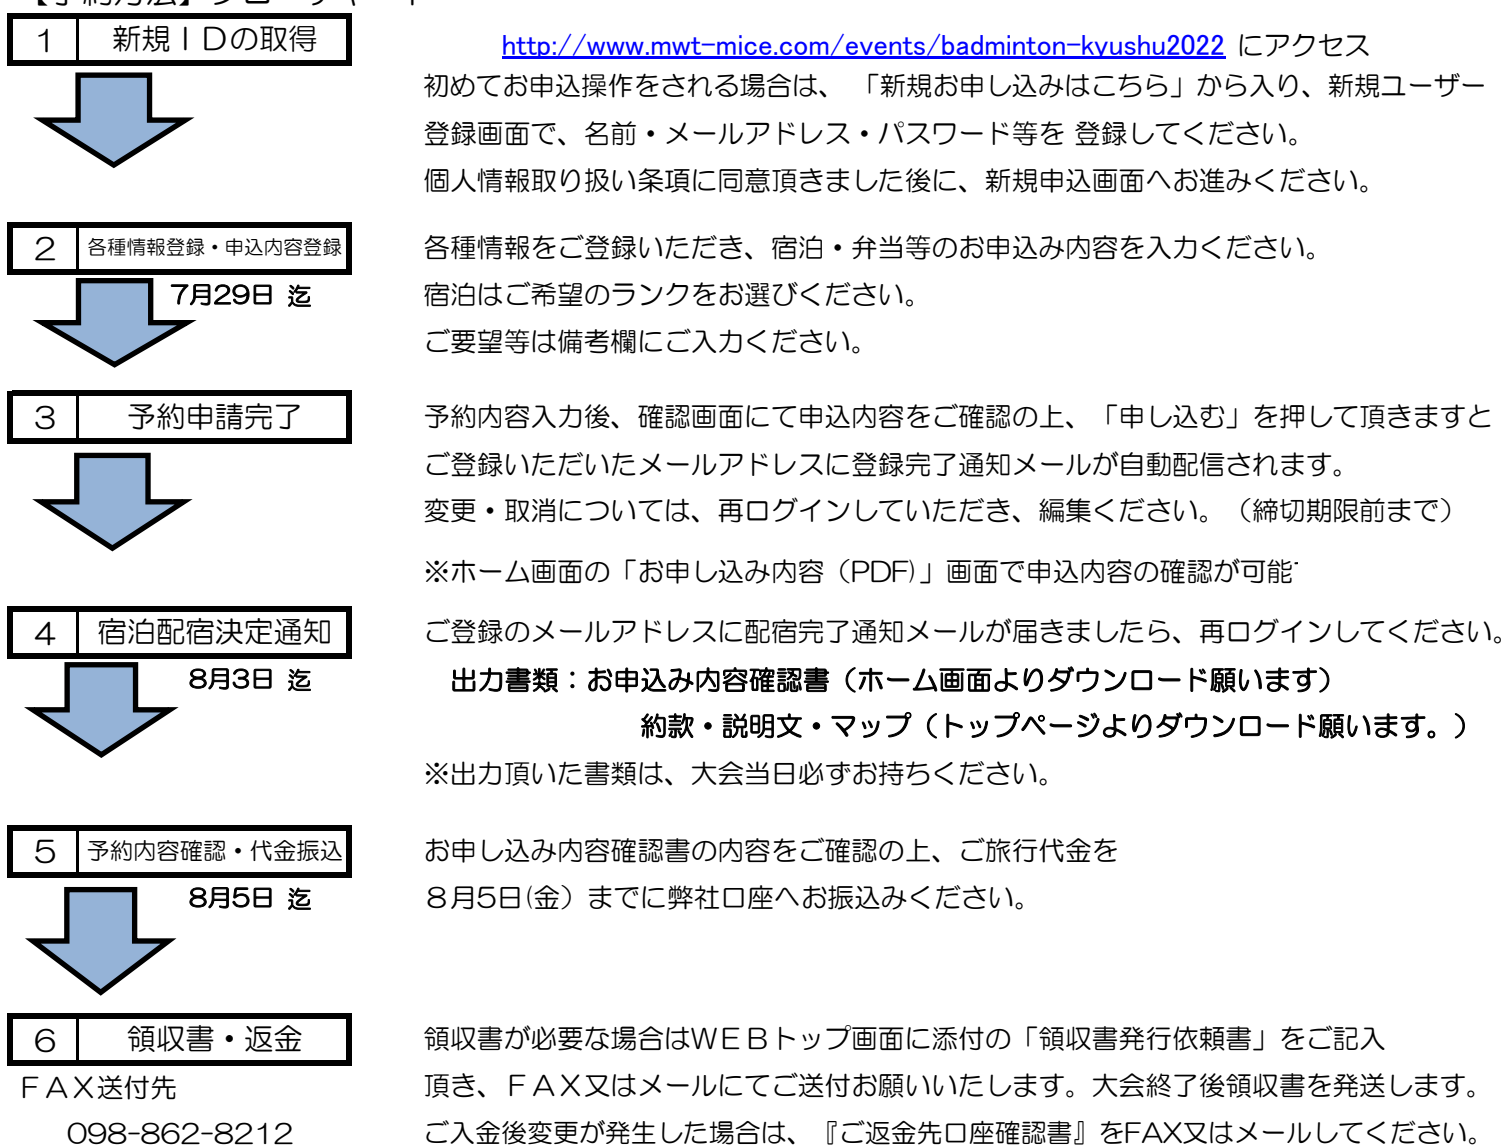 【予約方法】フローチャート
1 新規ＩＤの取得
http://www.mwt-mice.com/events/badminton-kyushu2022 にアクセス
初めてお申込操作をされる場合は、「新規お申し込みはこちら」から入り、新規ユーザー
登録画面で、名前・メールアドレス・パスワード等を 登録してください。
個人情報取り扱い条項に同意頂きました後に、新規申込画面へお進みください。
2 各種情報登録・申込内容登録
各種情報をご登録いただき、宿泊・弁当等のお申込み内容を入力ください。
7月29日 迄
宿泊はご希望のランクをお選びください。
ご要望等は備考欄にご入力ください。
3 予約申請完了
予約内容入力後、確認画面にて申込内容をご確認の上、「申し込む」を押して頂きますと
ご登録いただいたメールアドレスに登録完了通知メールが自動配信されます。
変更・取消については、再ログインしていただき、編集ください。（締切期限前まで）
※ホーム画面の「お申し込み内容（PDF)」画面で申込内容の確認が可能
4 宿泊配宿決定通知
ご登録のメールアドレスに配宿完了通知メールが届きましたら、再ログインしてください。
8月3日 迄
出力書類：お申込み内容確認書（ホーム画面よりダウンロード願います）
約款・説明文・マップ（トップページよりダウンロード願います。）
※出力頂いた書類は、大会当日必ずお持ちください。
5 予約内容確認・代金振込
お申し込み内容確認書の内容をご確認の上、ご旅行代金を
8月5日 迄
８月5日(金）までに弊社口座へお振込みください。
6 領収書・返金
領収書が必要な場合はＷＥＢトップ画面に添付の「領収書発行依頼書」をご記入
ＦＡＸ送付先
頂き、ＦＡＸ又はメールにてご送付お願いいたします。大会終了後領収書を発送します。
098-862-8212
ご入金後変更が発生した場合は、『ご返金先口座確認書』をFAX又はメールしてください。